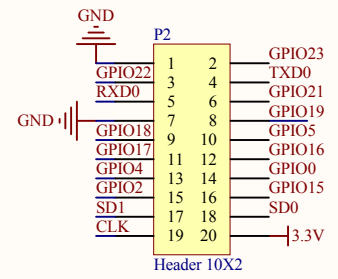 GND
P2
1 2 GPIO23
GPIO22 3 4 TXD0
RXD0 5 6 GPIO21
GND 7 8 GPIO19
GPIO18 9 10 GPIO5
GPIO17 11 12 GPIO16
GPIO4 13 14 GPIO0
GPIO2 15 16 GPIO15
SD1 17 18 SD0
CLK 19 20 3.3V
Header 10X2